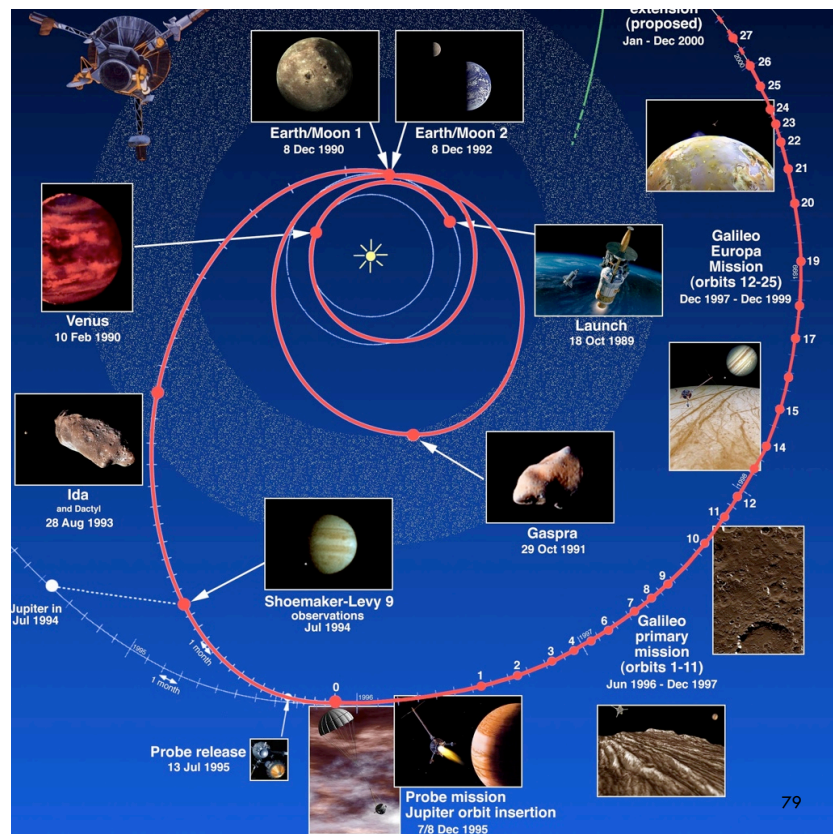 extension
(proposed)
Jan - Dec 2000
27
2000
26
25
24
23
22
21
20
19
1999
17
15
14
1998
12
11
10
9
8
7
6
1997
4
3
2
1
1996
0
Earth/Moon 1
8 Dec 1990
Earth/Moon 2
8 Dec 1992
Venus
10 Feb 1990
Launch
18 Oct 1989
Galileo
Europa
Mission
(orbits 12-25)
Dec 1997 - Dec 1999
Ida
and Dactyl
28 Aug 1993
Gaspra
29 Oct 1991
Shoemaker-Levy 9
observations
Jul 1994
Jupiter in
Jul 1994
1995
1 month
1 month
Galileo
primary
mission
(orbits 1-11)
Jun 1996 - Dec 1997
Probe release
13 Jul 1995
Probe mission
Jupiter orbit insertion
7/8 Dec 1995
79